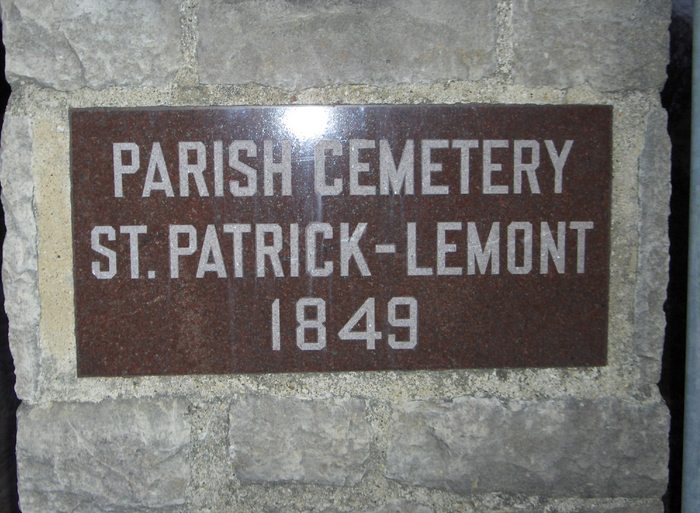 PARISH CEMETERY
ST. PATRICK-LEMONT
1849